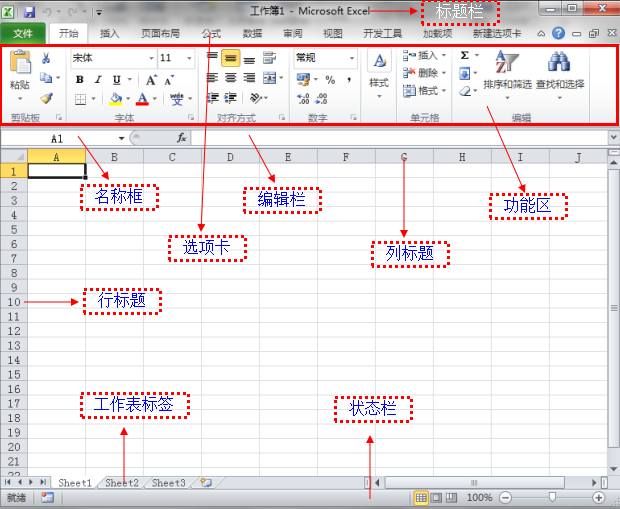 工作簿1 - Microsoft Excel
标题栏
文件 开始 插入 页面布局 公式 数据 审阅 视图 开发工具 加载项 新建选项卡
粘贴
宋体 11
B I U A A
A 变 wén
常规
% ,
样式
插入
删除
格式
Σ
排序和筛选 查找和选择
剪贴板 字体 对齐方式 数字 单元格 编辑
A1 fx
A B C D E F G H I J
1
2
3
名称框 编辑栏 功能区
4
5
6
选项卡 列标题
7
8
9
行标题
10
11
12
13
14
15
16
17
工作表标签 状态栏
18
19
20
21
22
Sheet1 Sheet2 Sheet3
就绪 100%